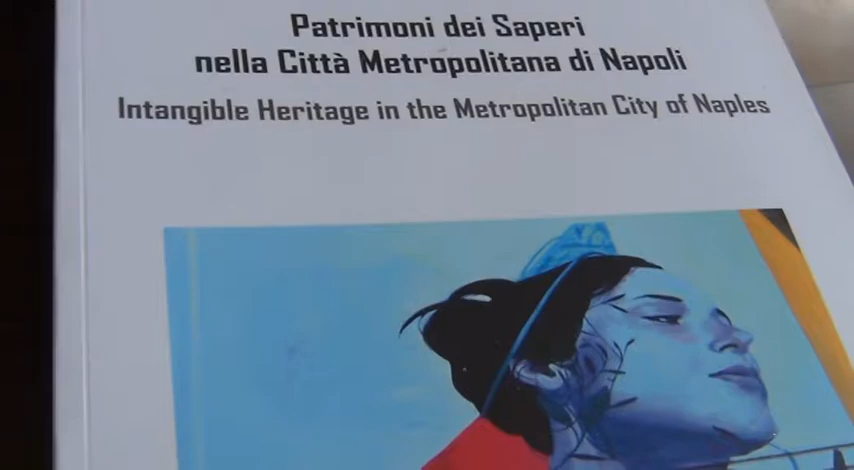 Patrimoni dei Saperi
nella Città Metropolitana di Napoli
Intangible Heritage in the Metropolitan City of Naples